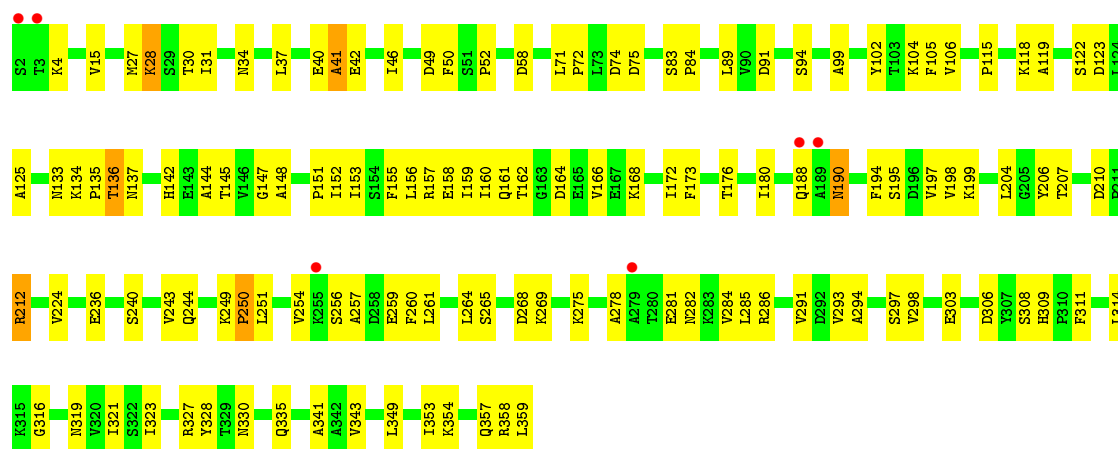 S2 T3 K4 V15 M27 K28 S29 T30 I31 N34 L37 E40 A41 E42 I46 D49 F50 S51 P52 D58 L71 P72 L73 D74 D75 S83 P84 L89 V90 D91 S94 A99 Y102 T103 K104 F105 V106 P115 K118 A119 S122 D123 L124
A125 N133 K134 P135 T136 N137 H142 E143 A144 T145 V146 G147 A148 P151 I152 I153 S154 F155 L156 R157 E158 I159 I160 Q161 T162 G163 D164 E165 V166 E167 K168 I172 F173 T176 I180 Q188 A189 N190 F194 S195 D196 V197 V198 K199 L204 G205 Y206 T207 D210
R212 V224 E236 S240 V243 Q244 K249 P250 L251 V254 K255 S256 A257 D258 E259 F260 L261 L264 S265 D268 K269 K275 A278 A279 T280 E281 N282 K283 V284 L285 R286 V291 D292 V293 A294 S297 V298 E303 D306 Y307 S308 H309 P310 F311
K315 G316 N319 V320 I321 S322 I323 R327 Y328 T329 N330 Q335 A341 A342 V343 L349 I353 K354 Q357 R358 L359